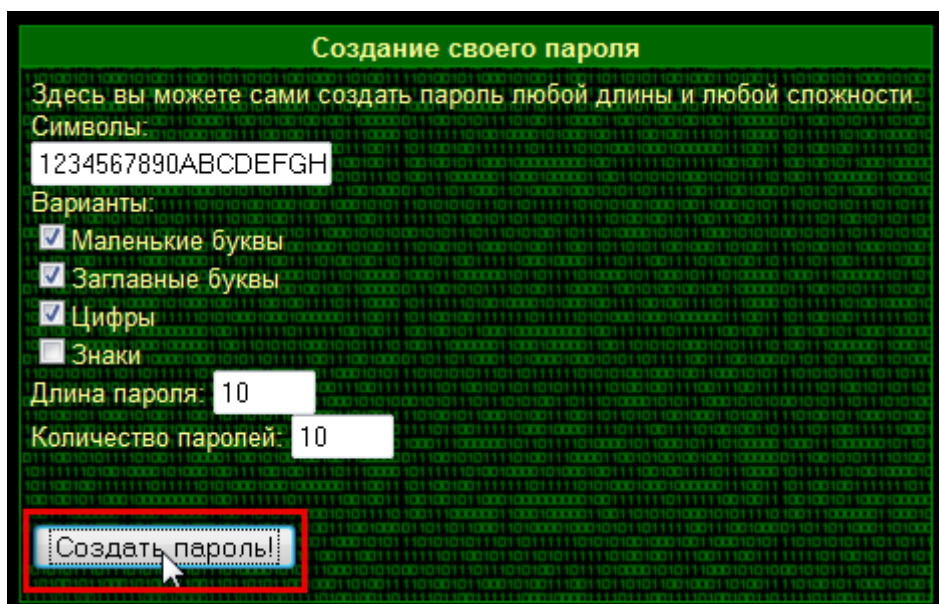 Создание своего пароля
Здесь вы можете сами создать пароль любой длины и любой сложности.
Символы:
1234567890ABCDEFGH
Варианты:
Маленькие буквы
Заглавные буквы
Цифры
Знаки
Длина пароля: 10
Количество паролей: 10
Создать пароль!